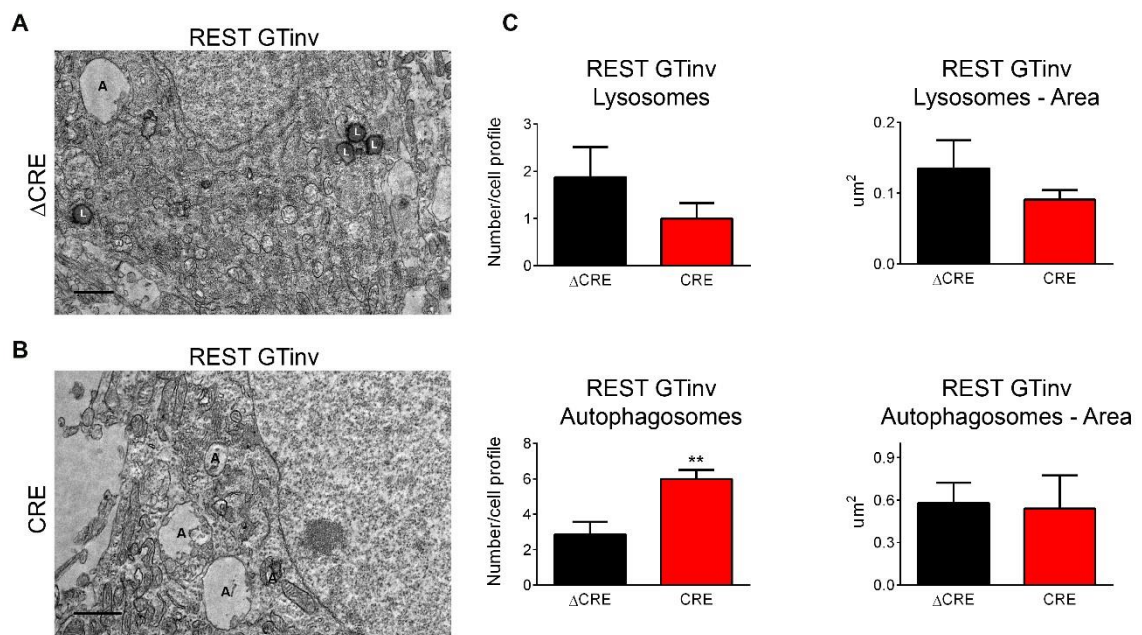 A
REST GTinv
ΔCRE
A
L
L
L
L
B
REST GTinv
CRE
A
A
A
A
C
REST GTinv
Lysosomes
Number/cell profile
3
2
1
0
ΔCRE
CRE
REST GTinv
Lysosomes - Area
um²
0.2
0.1
0.0
ΔCRE
CRE
REST GTinv
Autophagosomes
Number/cell profile
8
6
4
2
0
**
ΔCRE
CRE
REST GTinv
Autophagosomes - Area
um²
0.9
0.6
0.3
0.0
ΔCRE
CRE